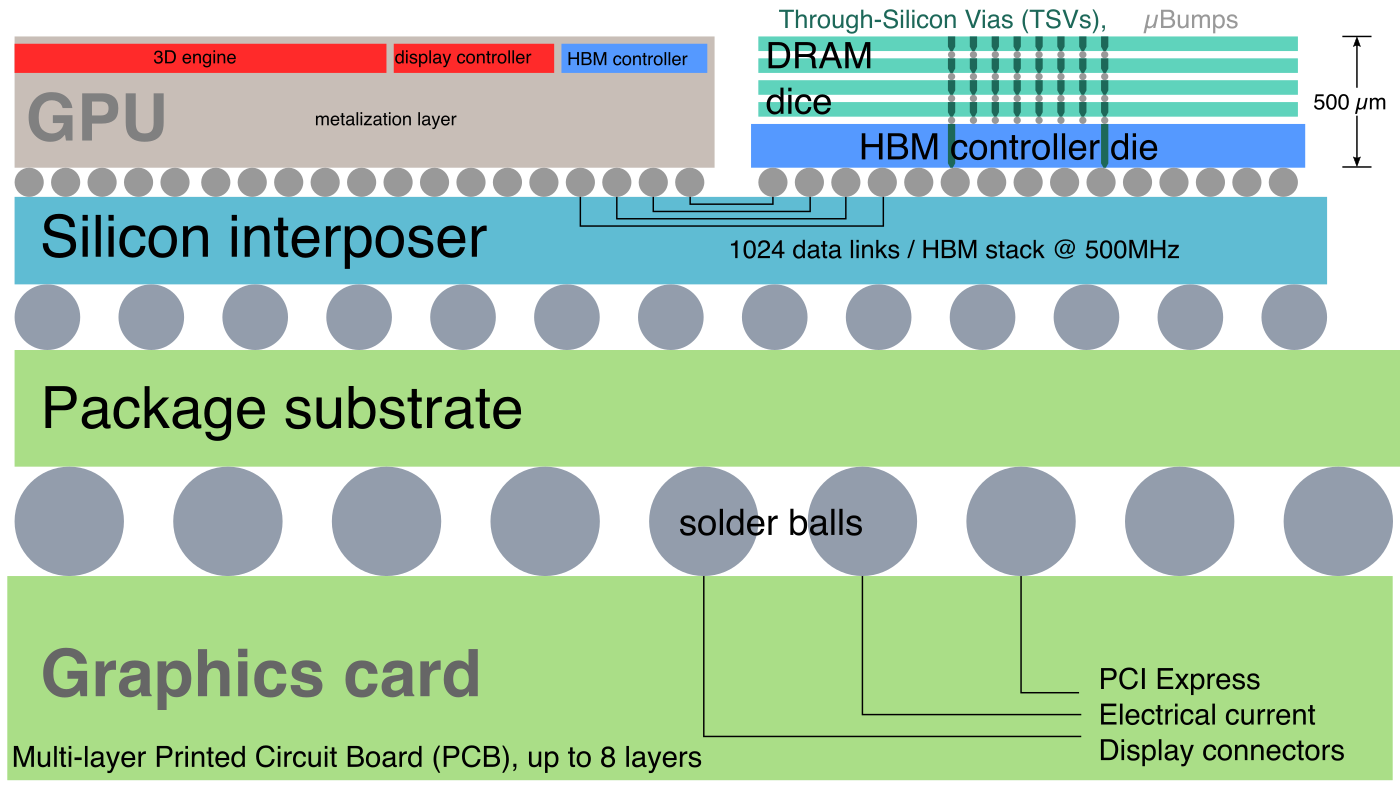 Through-Silicon Vias (TSVs), µBumps
3D engine
display controller
HBM controller
GPU
metalization layer
DRAM
dice
HBM controller die
500 µm
Silicon interposer
1024 data links / HBM stack @ 500MHz
Package substrate
solder balls
Graphics card
PCI Express
Electrical current
Display connectors
Multi-layer Printed Circuit Board (PCB), up to 8 layers